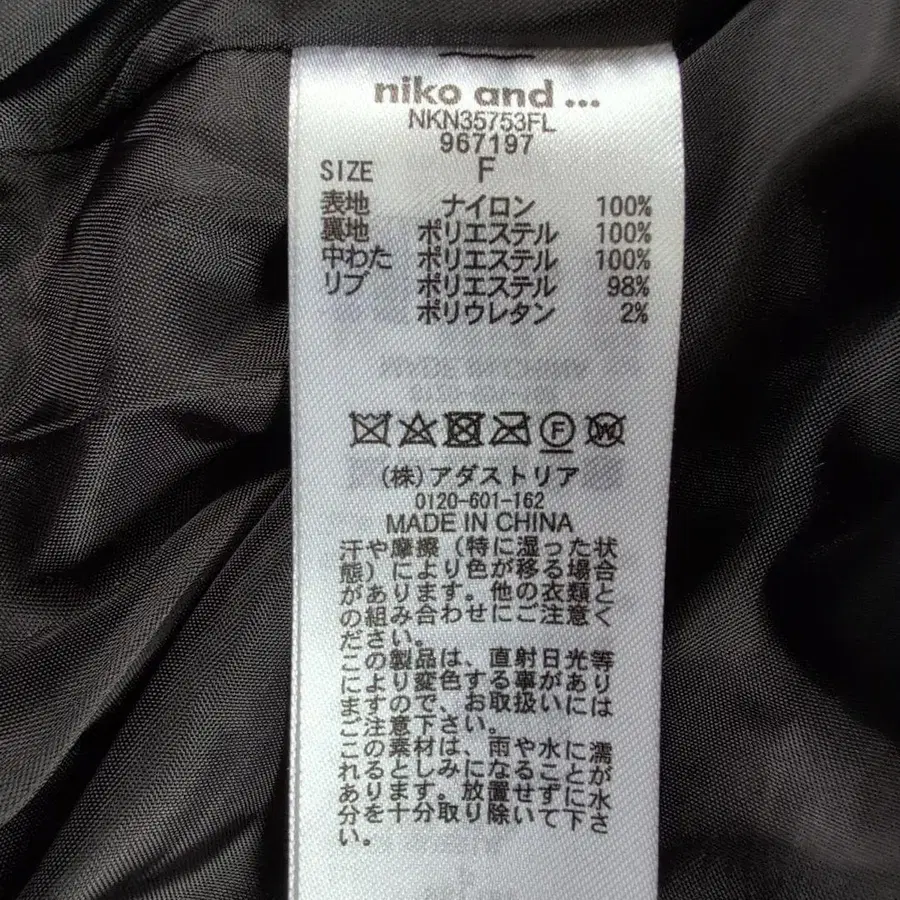 niko and ...
NKN35753FL
967197
SIZE F
表地 ナイロン 100%
裏地 ポリエステル 100%
中わた ポリエステル 100%
リブ ポリエステル 98%
ポリウレタン 2%
F W
(株)アダストリア
0120-601-162
MADE IN CHINA
汗や摩擦(特に湿った状
態)により色が移る場合
があります。他の衣類と
の組み合わせにご注意く
ださい。
この製品は、直射日光等
により変色する事があり
ますので、お取扱いには
ご注意下さい。
この素材は、雨や水に濡
れるとしみになることが
あります。放置せずに水
分を十分取り除いて下さ
い。